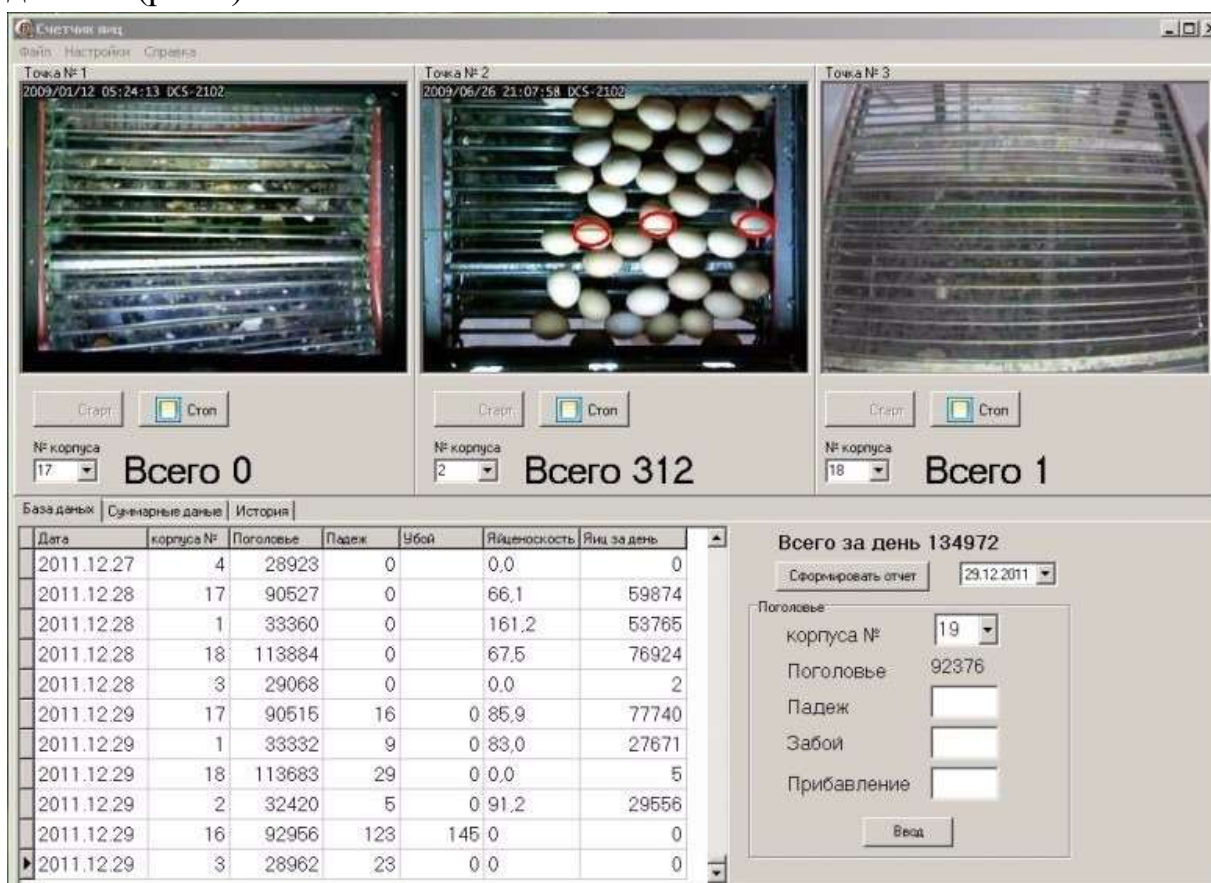 Счетчик яиц
Файл Настройки Справка
Точка № 1
Точка № 2
Точка № 3
2009/01/12 05:24:13 DCS-2102
2009/06/26 21:07:58 DCS-2102
Старт Стоп
Старт Стоп
Старт Стоп
№ корпуса
17
Всего 0
№ корпуса
2
Всего 312
№ корпуса
18
Всего 1
База даных Суммарные даные История
Дата корпуса № Поголовье Падеж Убой Яйценоскость Яиц за день
2011.12.27 4 28923 0 0,0 0
2011.12.28 17 90527 0 66,1 59874
2011.12.28 1 33360 0 161,2 53765
2011.12.28 18 113884 0 67,5 76924
2011.12.28 3 29068 0 0,0 2
2011.12.29 17 90515 16 0 85,9 77740
2011.12.29 1 33332 9 0 83,0 27671
2011.12.29 18 113683 29 0 0,0 5
2011.12.29 2 32420 5 0 91,2 29556
2011.12.29 16 92956 123 145 0 0
2011.12.29 3 28962 23 0 0 0
Всего за день 134972
Сформировать отчет 29.12.2011
Поголовье
корпуса № 19
Поголовье 92376
Падеж
Забой
Прибавление
Ввод